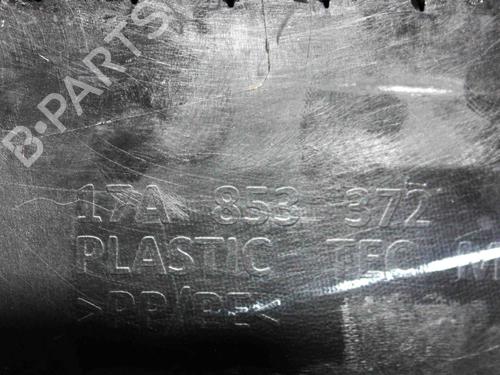 B-PARTS
17A 853 372
PLASTIC TEC M
>PP/PE<